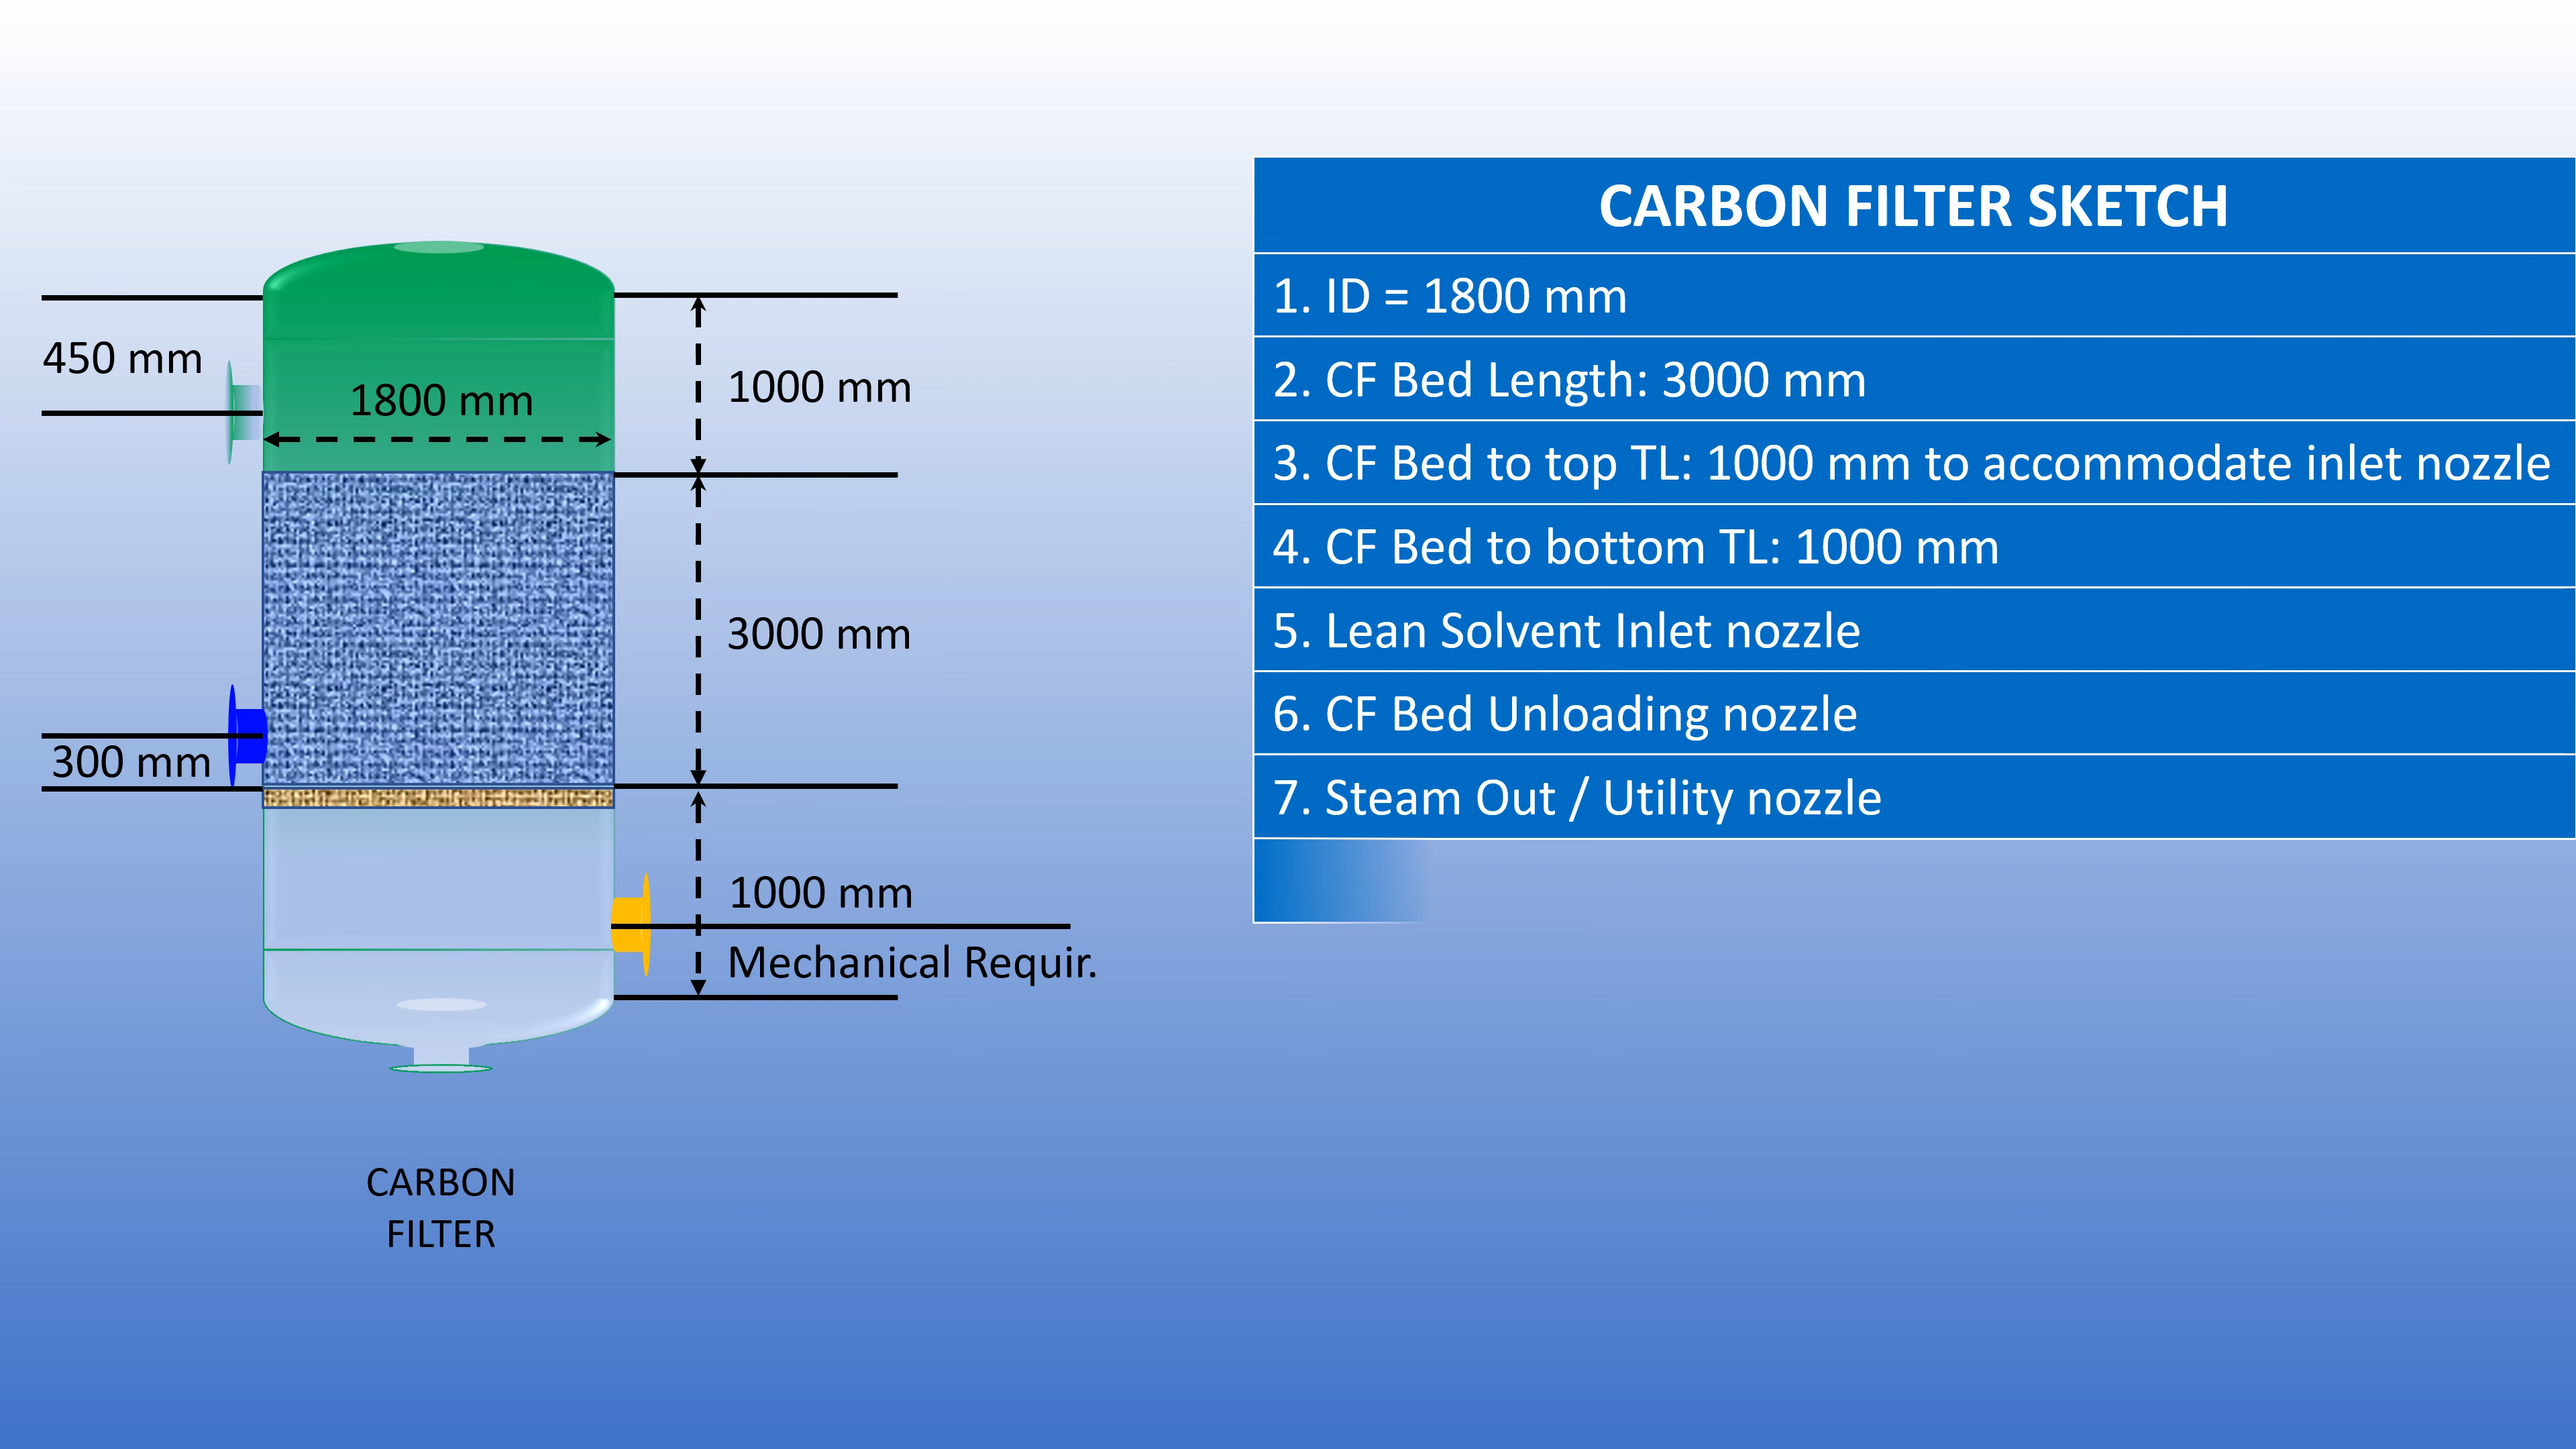 450 mm
1800 mm
1000 mm
3000 mm
300 mm
1000 mm
Mechanical Requir.
CARBON
FILTER
CARBON FILTER SKETCH
1. ID = 1800 mm
2. CF Bed Length: 3000 mm
3. CF Bed to top TL: 1000 mm to accommodate inlet nozzle
4. CF Bed to bottom TL: 1000 mm
5. Lean Solvent Inlet nozzle
6. CF Bed Unloading nozzle
7. Steam Out / Utility nozzle